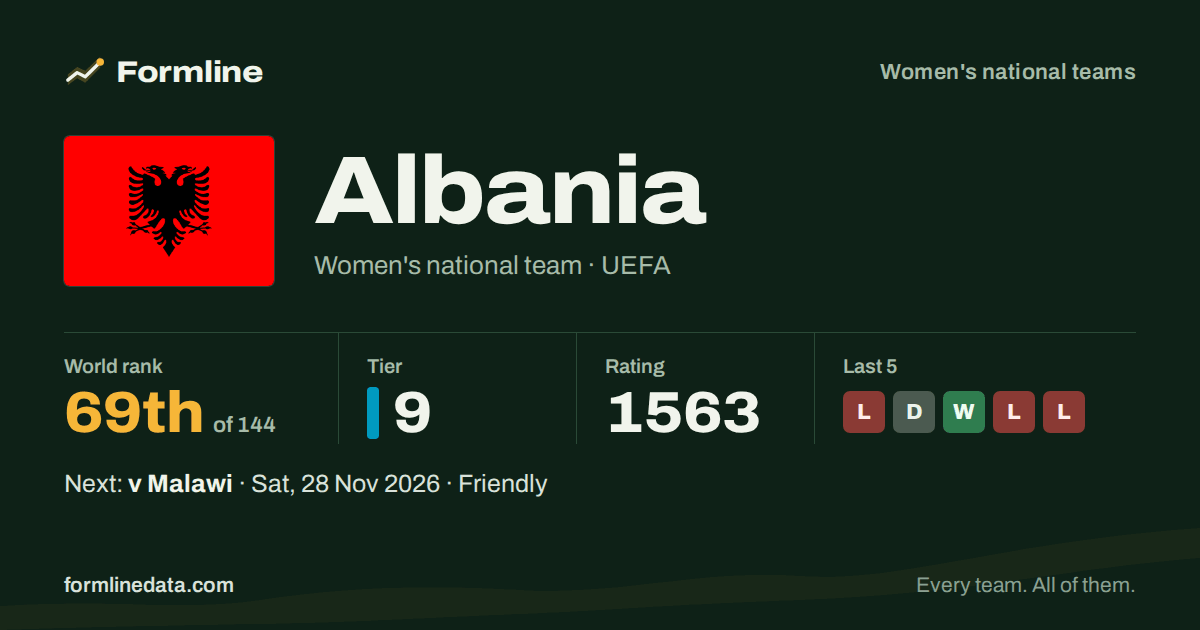 Formline
Women's national teams
Albania
Women's national team · UEFA
World rank
69th of 144
Tier
9
Rating
1563
Last 5
L D W L L
Next: v Malawi · Sat, 28 Nov 2026 · Friendly
formlinedata.com
Every team. All of them.